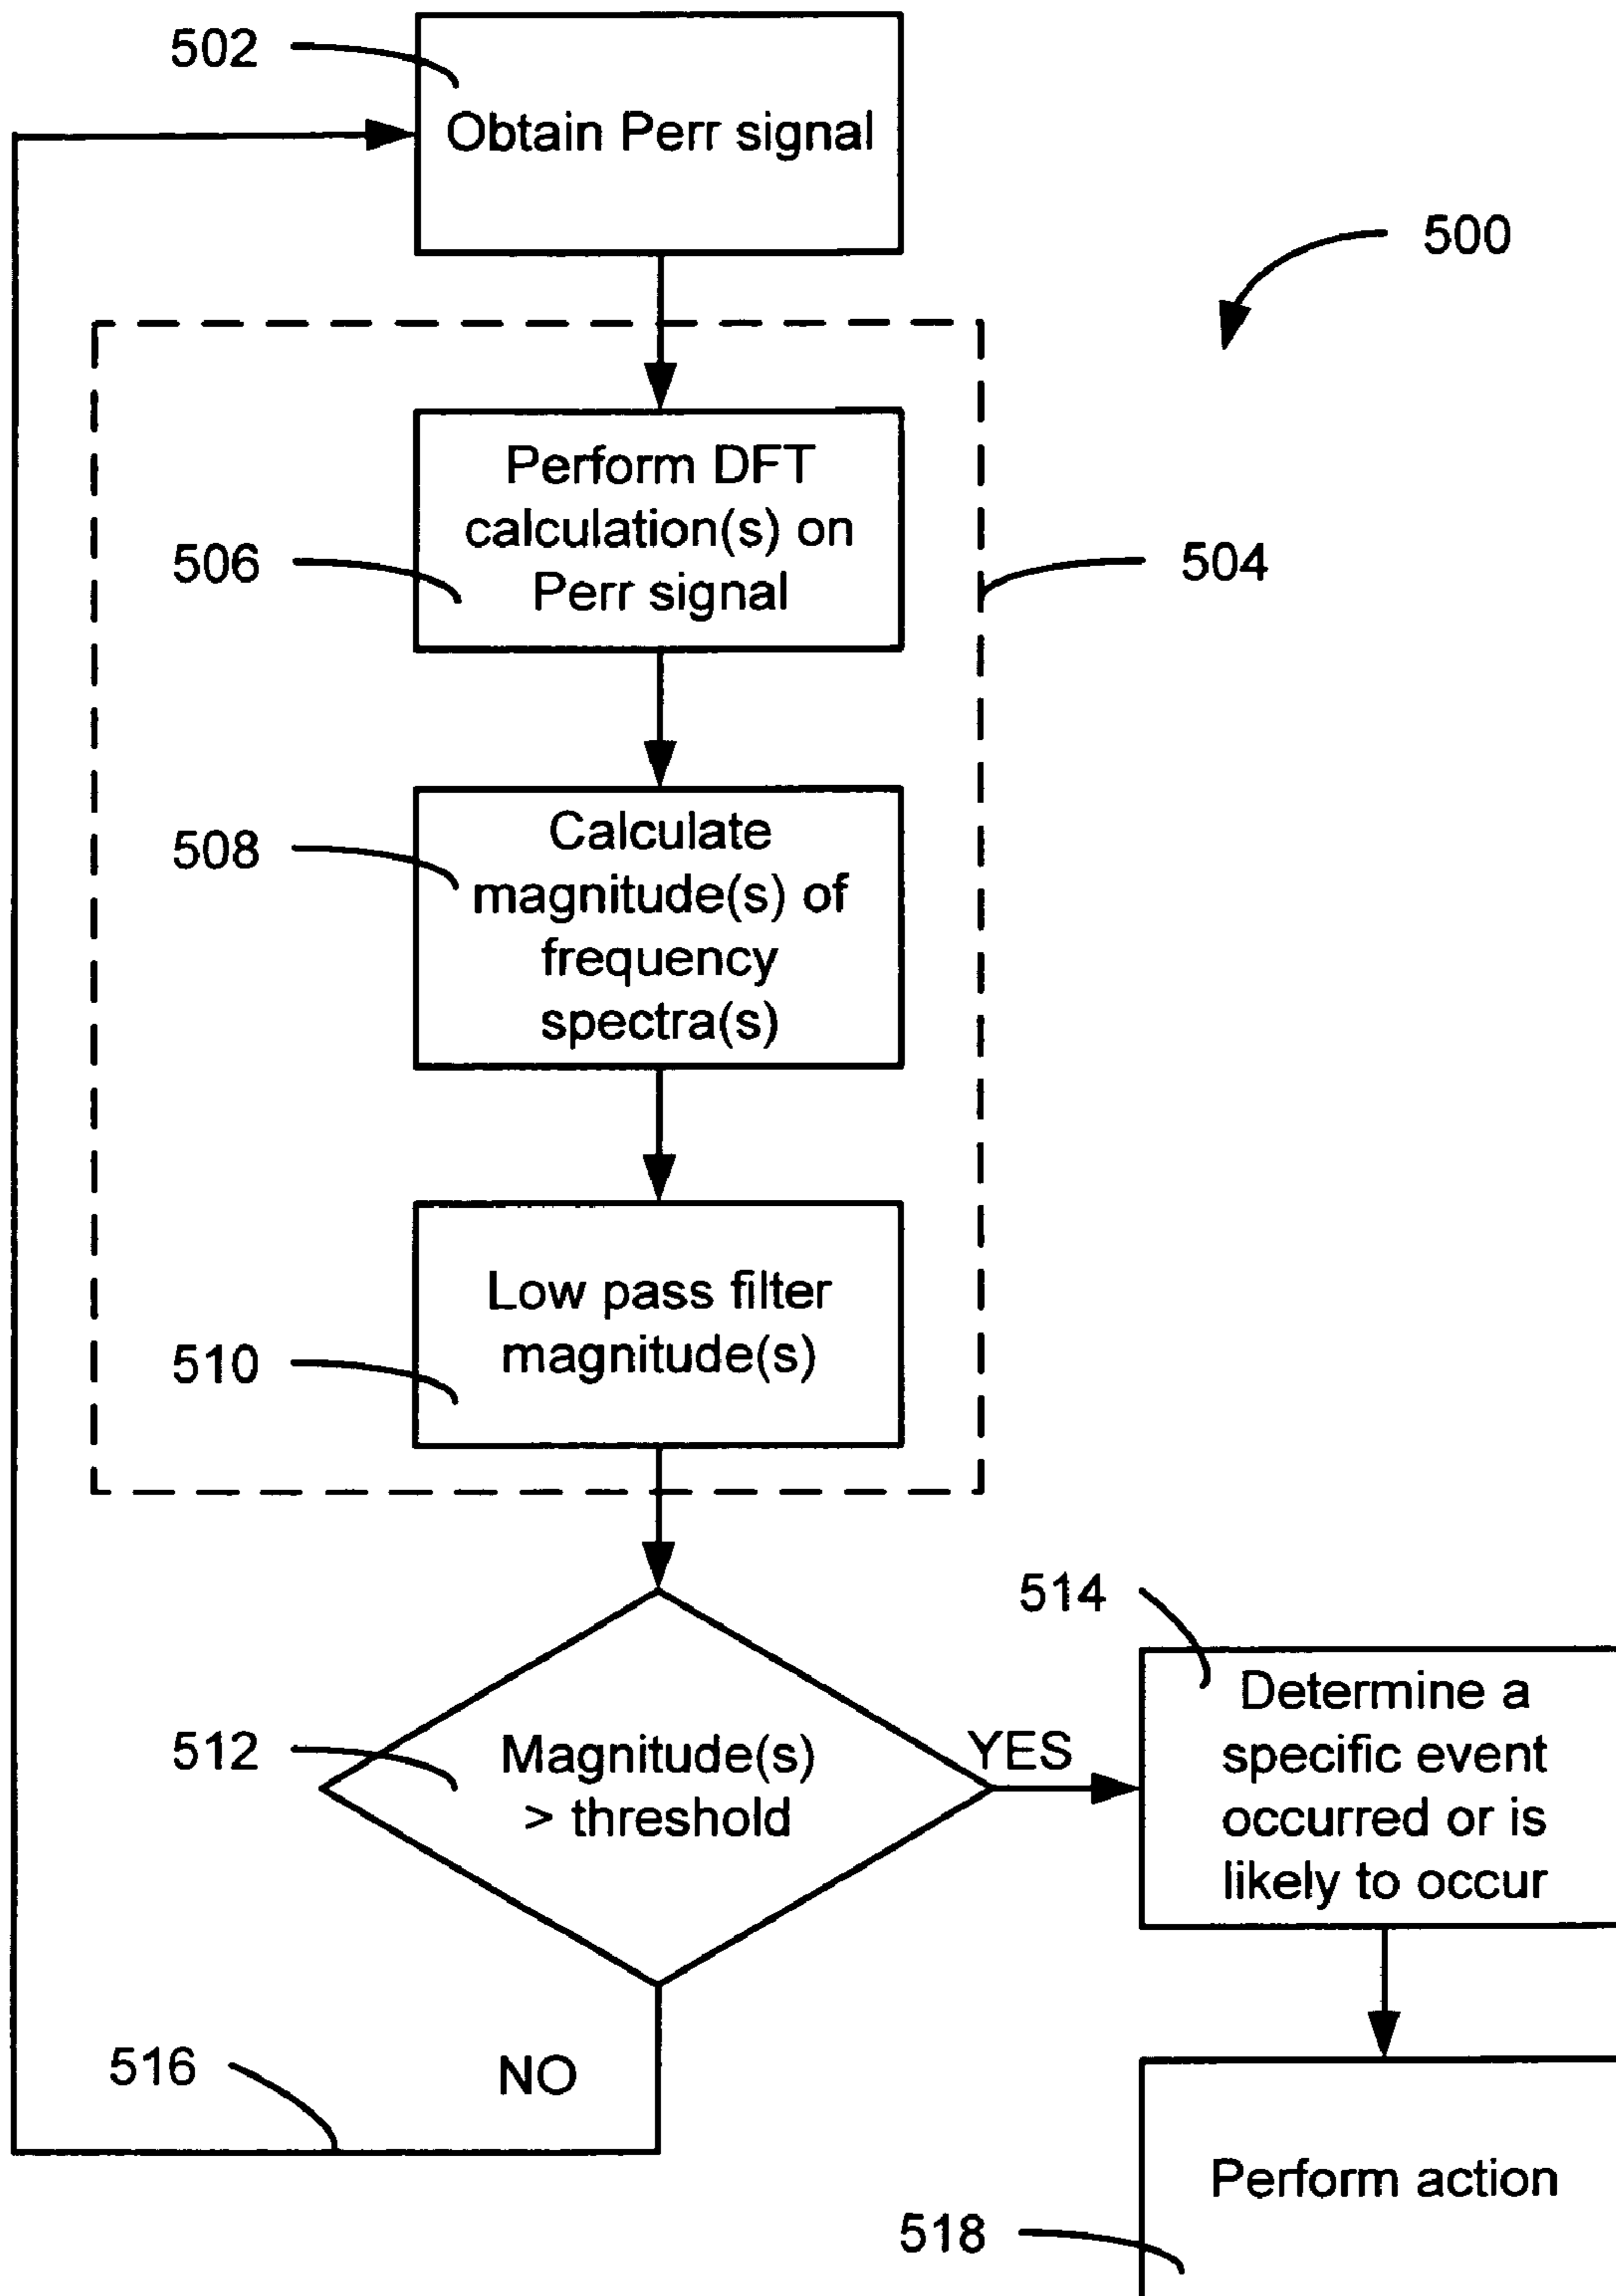 502
Obtain Perr signal
500
Perform DFT
calculation(s) on
Perr signal
506
504
Calculate
magnitude(s) of
frequency
spectra(s)
508
Low pass filter
magnitude(s)
510
Magnitude(s)
> threshold
512
YES
514
Determine a
specific event
occurred or is
likely to occur
516
NO
Perform action
518